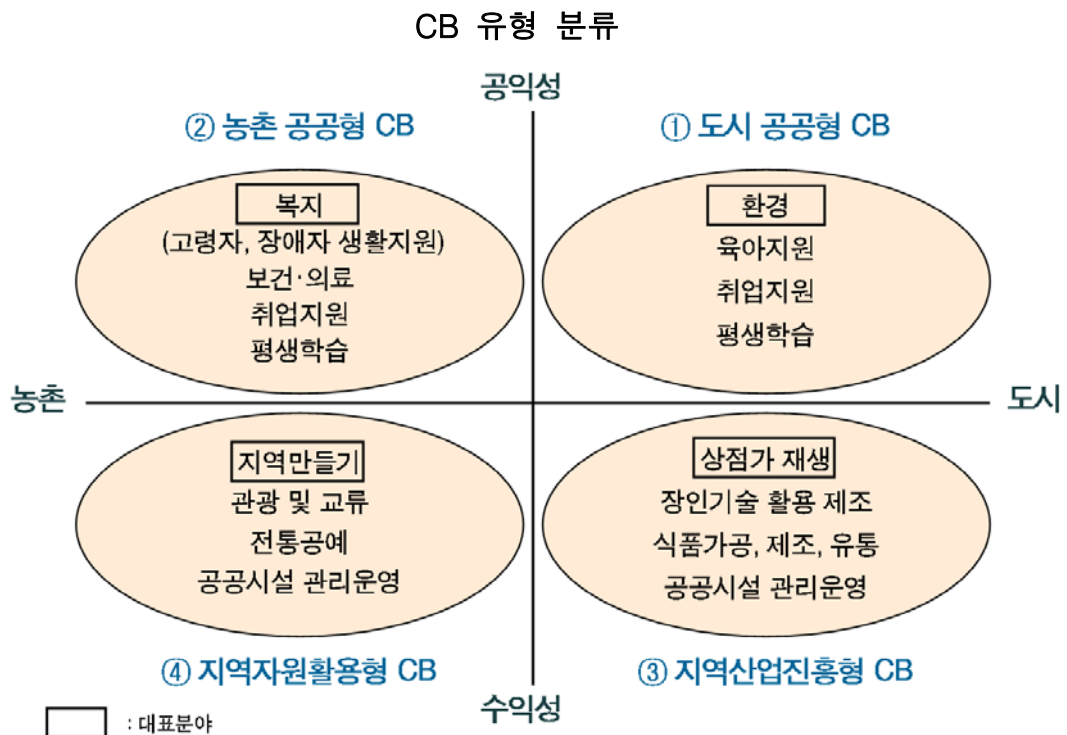 CB 유형 분류
공익성
② 농촌 공공형 CB
① 도시 공공형 CB
복지
(고령자, 장애자 생활지원)
보건·의료
취업지원
평생학습
환경
육아지원
취업지원
평생학습
농촌
도시
지역만들기
관광 및 교류
전통공예
공공시설 관리운영
상점가 재생
장인기술 활용 제조
식품가공, 제조, 유통
공공시설 관리운영
④ 지역자원활용형 CB
③ 지역산업진흥형 CB
수익성
: 대표분야